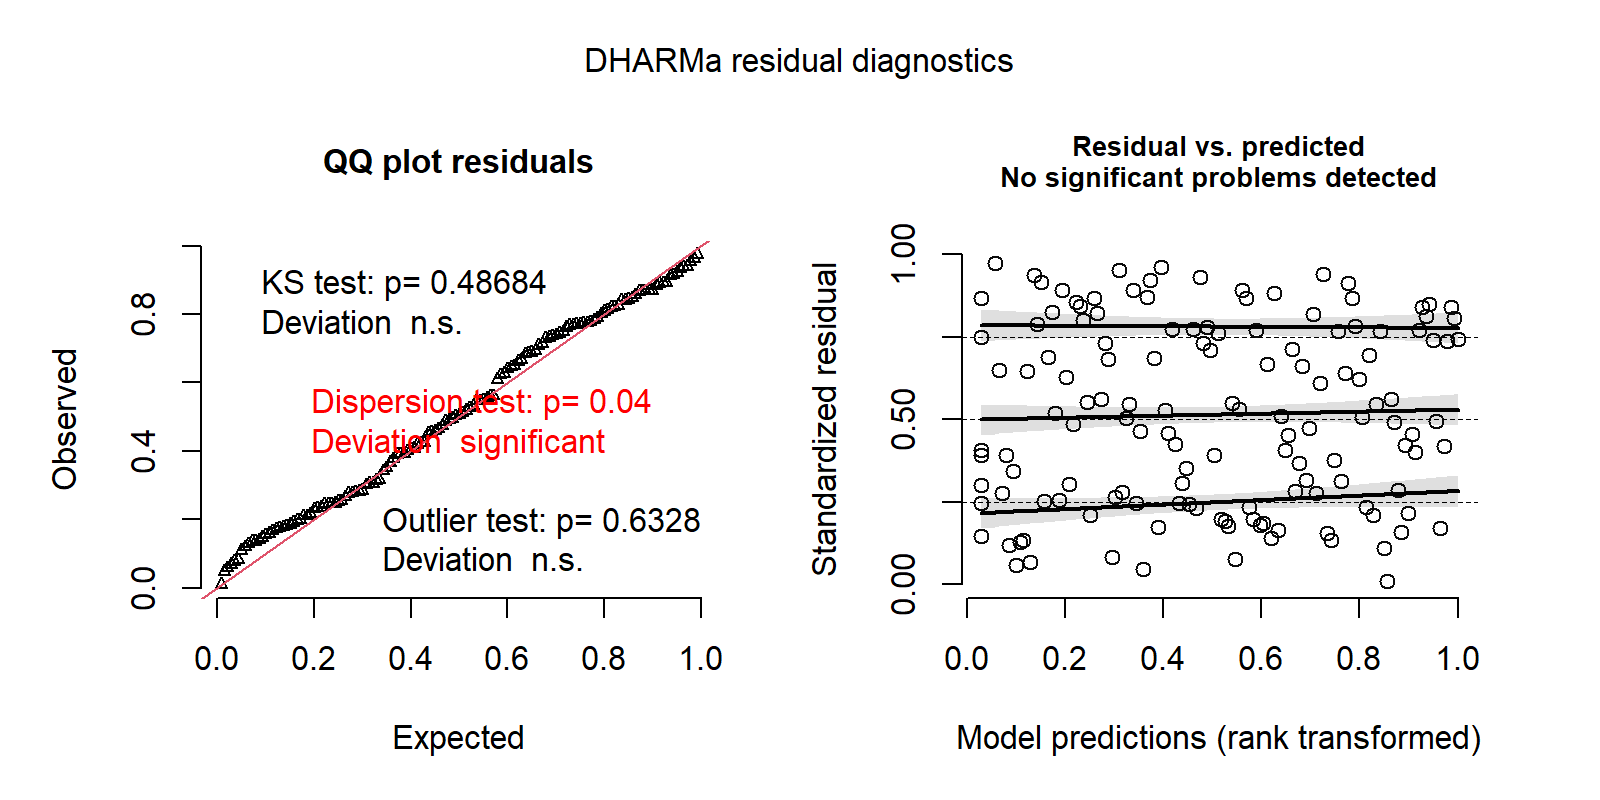 DHARMa residual diagnostics
QQ plot residuals
KS test: p= 0.48684
Deviation  n.s.
Dispersion test: p= 0.04
Deviation  significant
Outlier test: p= 0.6328
Deviation  n.s.
Observed
0.0
0.4
0.8
0.0 0.2 0.4 0.6 0.8 1.0
Expected
Residual vs. predicted
No significant problems detected
Standardized residual
0.00
0.50
1.00
0.0 0.2 0.4 0.6 0.8 1.0
Model predictions (rank transformed)